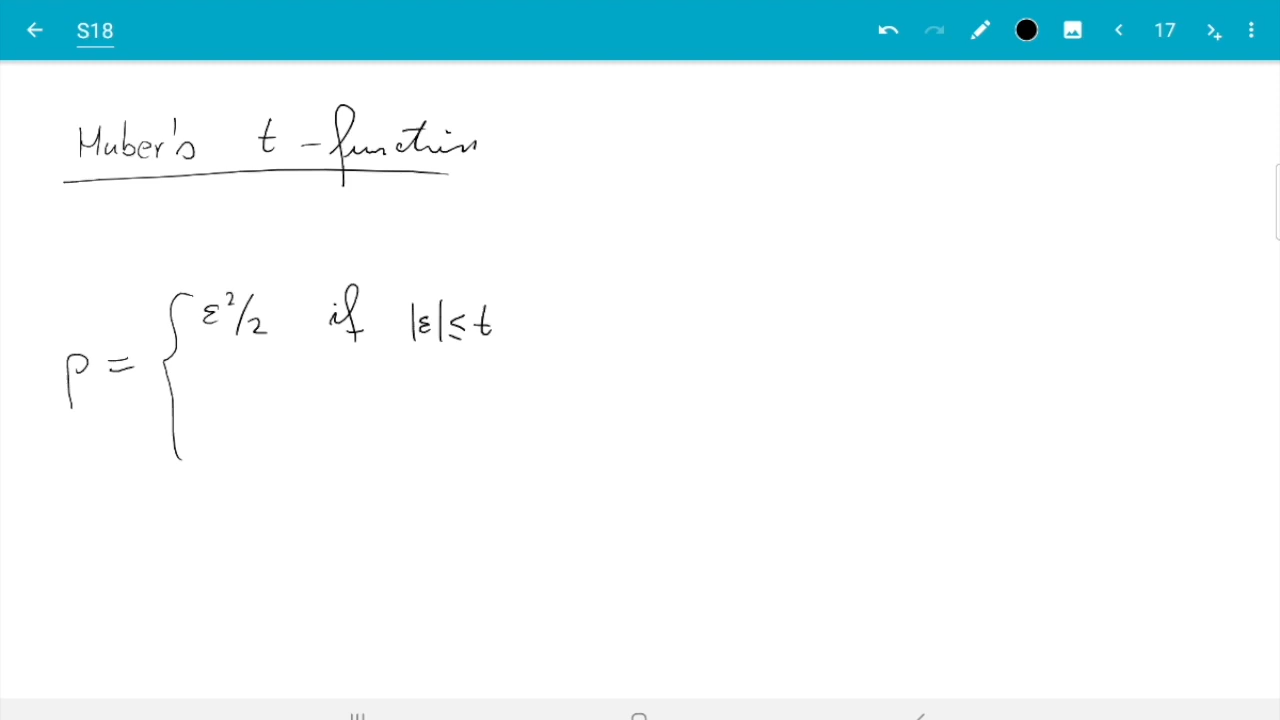 S18
17
Huber's t-function
ρ = { ε²/2 if |ε| ≤ t